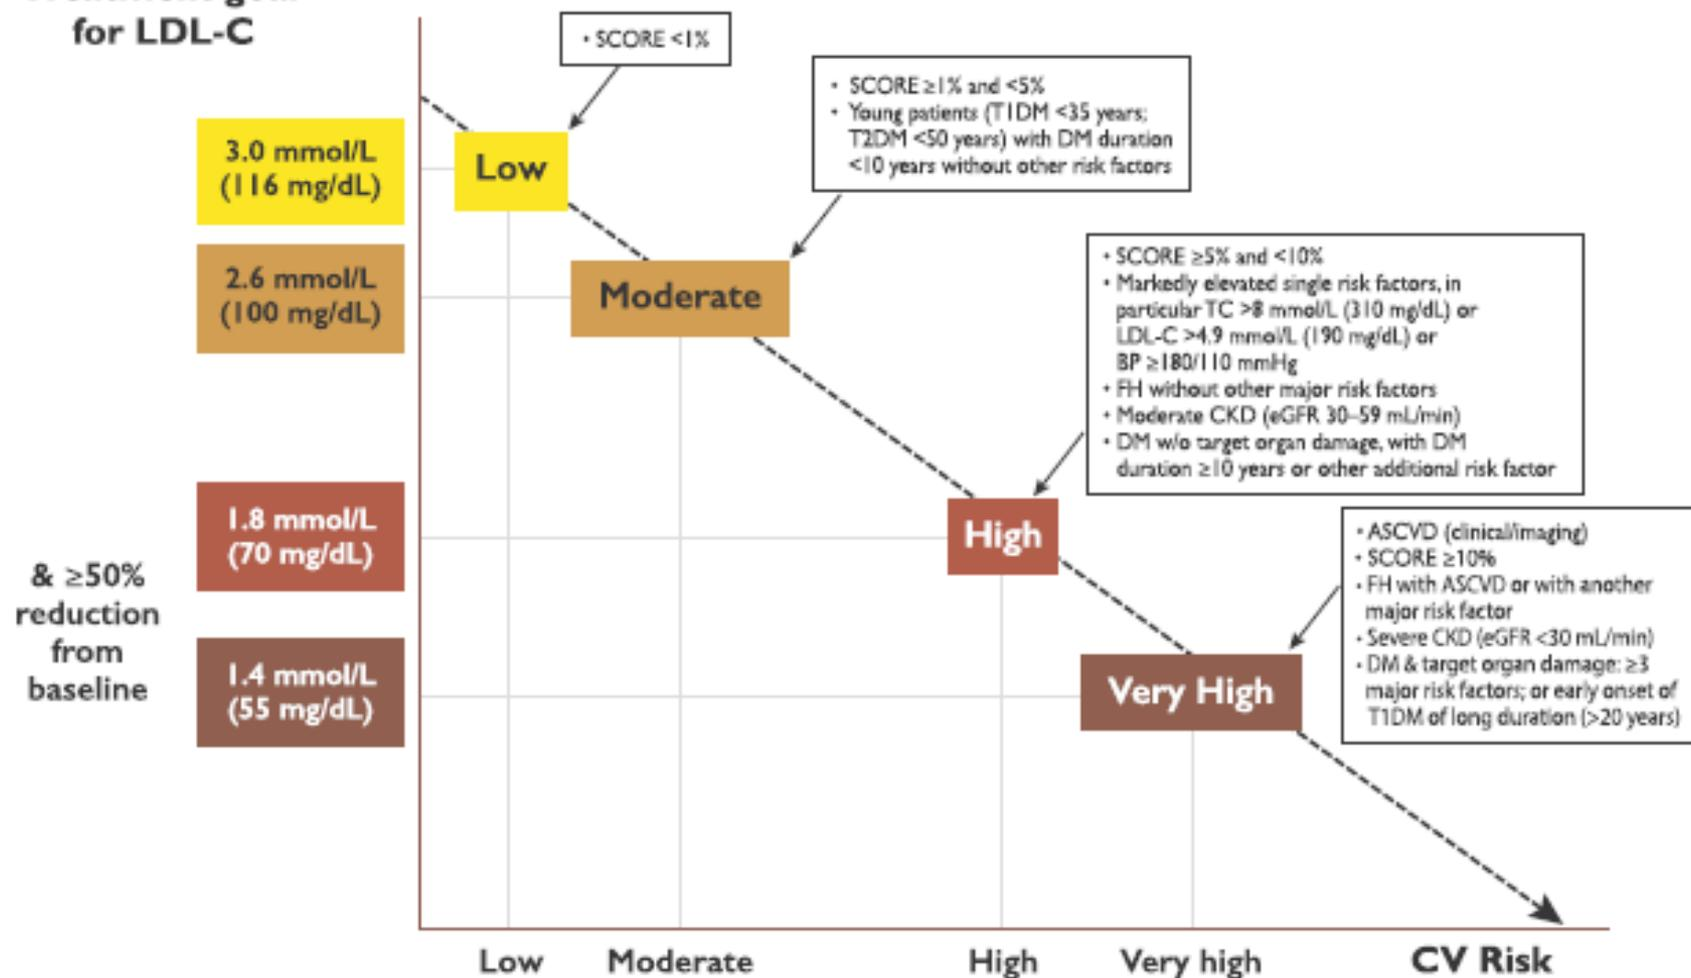 for LDL-C
3.0 mmol/L
(116 mg/dL)
2.6 mmol/L
(100 mg/dL)
1.8 mmol/L
(70 mg/dL)
1.4 mmol/L
(55 mg/dL)
& ≥50%
reduction
from
baseline
Low
• SCORE <1%
Moderate
• SCORE ≥1% and <5%
• Young patients (T1DM <35 years;
T2DM <50 years) with DM duration
<10 years without other risk factors
High
• SCORE ≥5% and <10%
• Markedly elevated single risk factors, in
particular TC >8 mmol/L (310 mg/dL) or
LDL-C >4.9 mmol/L (190 mg/dL) or
BP ≥180/110 mmHg
• FH without other major risk factors
• Moderate CKD (eGFR 30–59 mL/min)
• DM w/o target organ damage, with DM
duration ≥10 years or other additional risk factor
Very High
• ASCVD (clinical/imaging)
• SCORE ≥10%
• FH with ASCVD or with another
major risk factor
• Severe CKD (eGFR <30 mL/min)
• DM & target organ damage: ≥3
major risk factors; or early onset of
T1DM of long duration (>20 years)
Low Moderate High Very high CV Risk